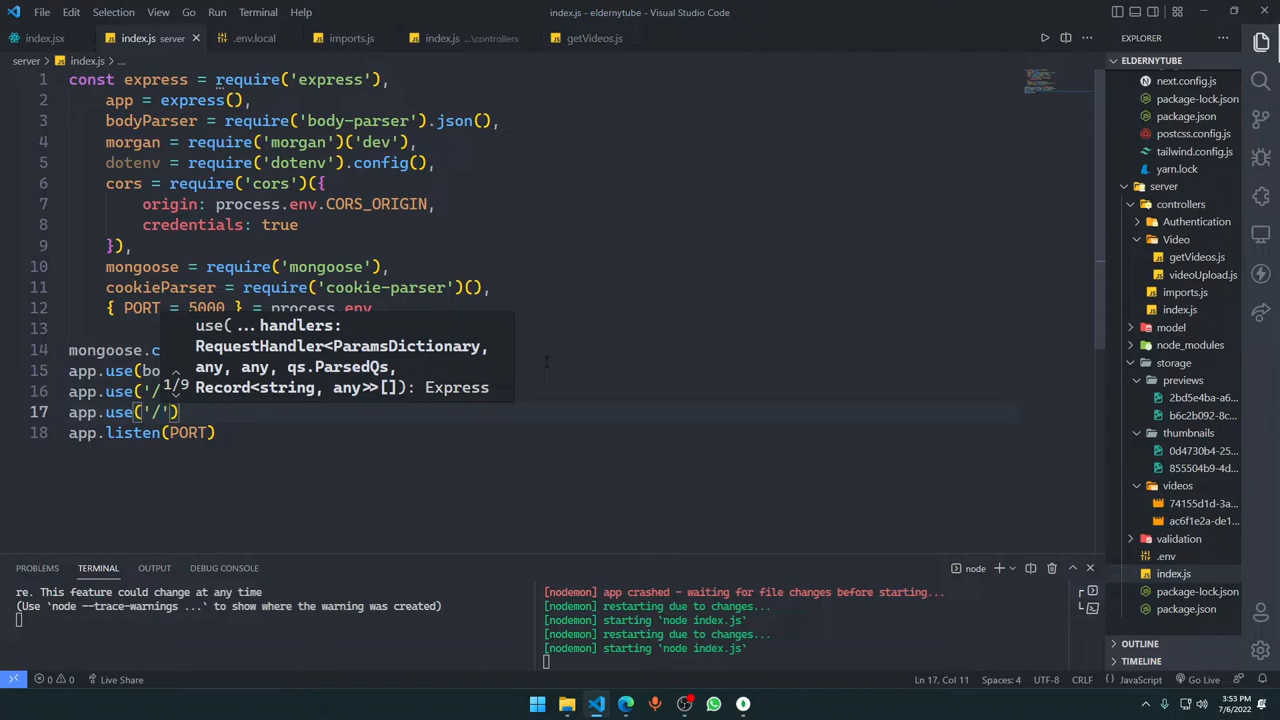 File Edit Selection View Go Run Terminal Help
index.js - eldernytube - Visual Studio Code
index.jsx
index.js server
.env.local
imports.js
index.js ...\controllers
getVideos.js
server > index.js > ...
1 const express = require('express'),
2 app = express(),
3 bodyParser = require('body-parser').json(),
4 morgan = require('morgan')('dev'),
5 dotenv = require('dotenv').config(),
6 cors = require('cors')({
7 origin: process.env.CORS_ORIGIN,
8 credentials: true
9 }),
10 mongoose = require('mongoose'),
11 cookieParser = require('cookie-parser')(),
12 { PORT = 5000 } = process.env
13
14 mongoose.c
15 app.use(bo
16 app.use('/
17 app.use('/')
18 app.listen(PORT)
use(...handlers:
RequestHandler<ParamsDictionary,
any, any, qs.ParsedQs,
1/9 Record<string, any>>[]): Express
EXPLORER
ELDERNYTUBE
next.config.js
package-lock.json
package.json
postcss.config.js
tailwind.config.js
yarn.lock
server
controllers
Authentication
Video
getVideos.js
videoUpload.js
imports.js
index.js
model
node_modules
storage
previews
2bd5e4ba-a6...
b6c2b092-8c...
thumbnails
0d4730b4-25...
855504b9-4d...
videos
74155d1d-3a...
ac6f1e2a-de1...
validation
.env
index.js
package-lock.json
package.json
OUTLINE
TIMELINE
PROBLEMS TERMINAL OUTPUT DEBUG CONSOLE
node
re. This feature could change at any time
(Use `node --trace-warnings ...` to show where the warning was created)
[nodemon] app crashed - waiting for file changes before starting...
[nodemon] restarting due to changes...
[nodemon] starting `node index.js`
[nodemon] restarting due to changes...
[nodemon] starting `node index.js`
0 0 Live Share
Ln 17, Col 11 Spaces: 4 UTF-8 CRLF JavaScript Go Live
3:53 PM
7/6/2022